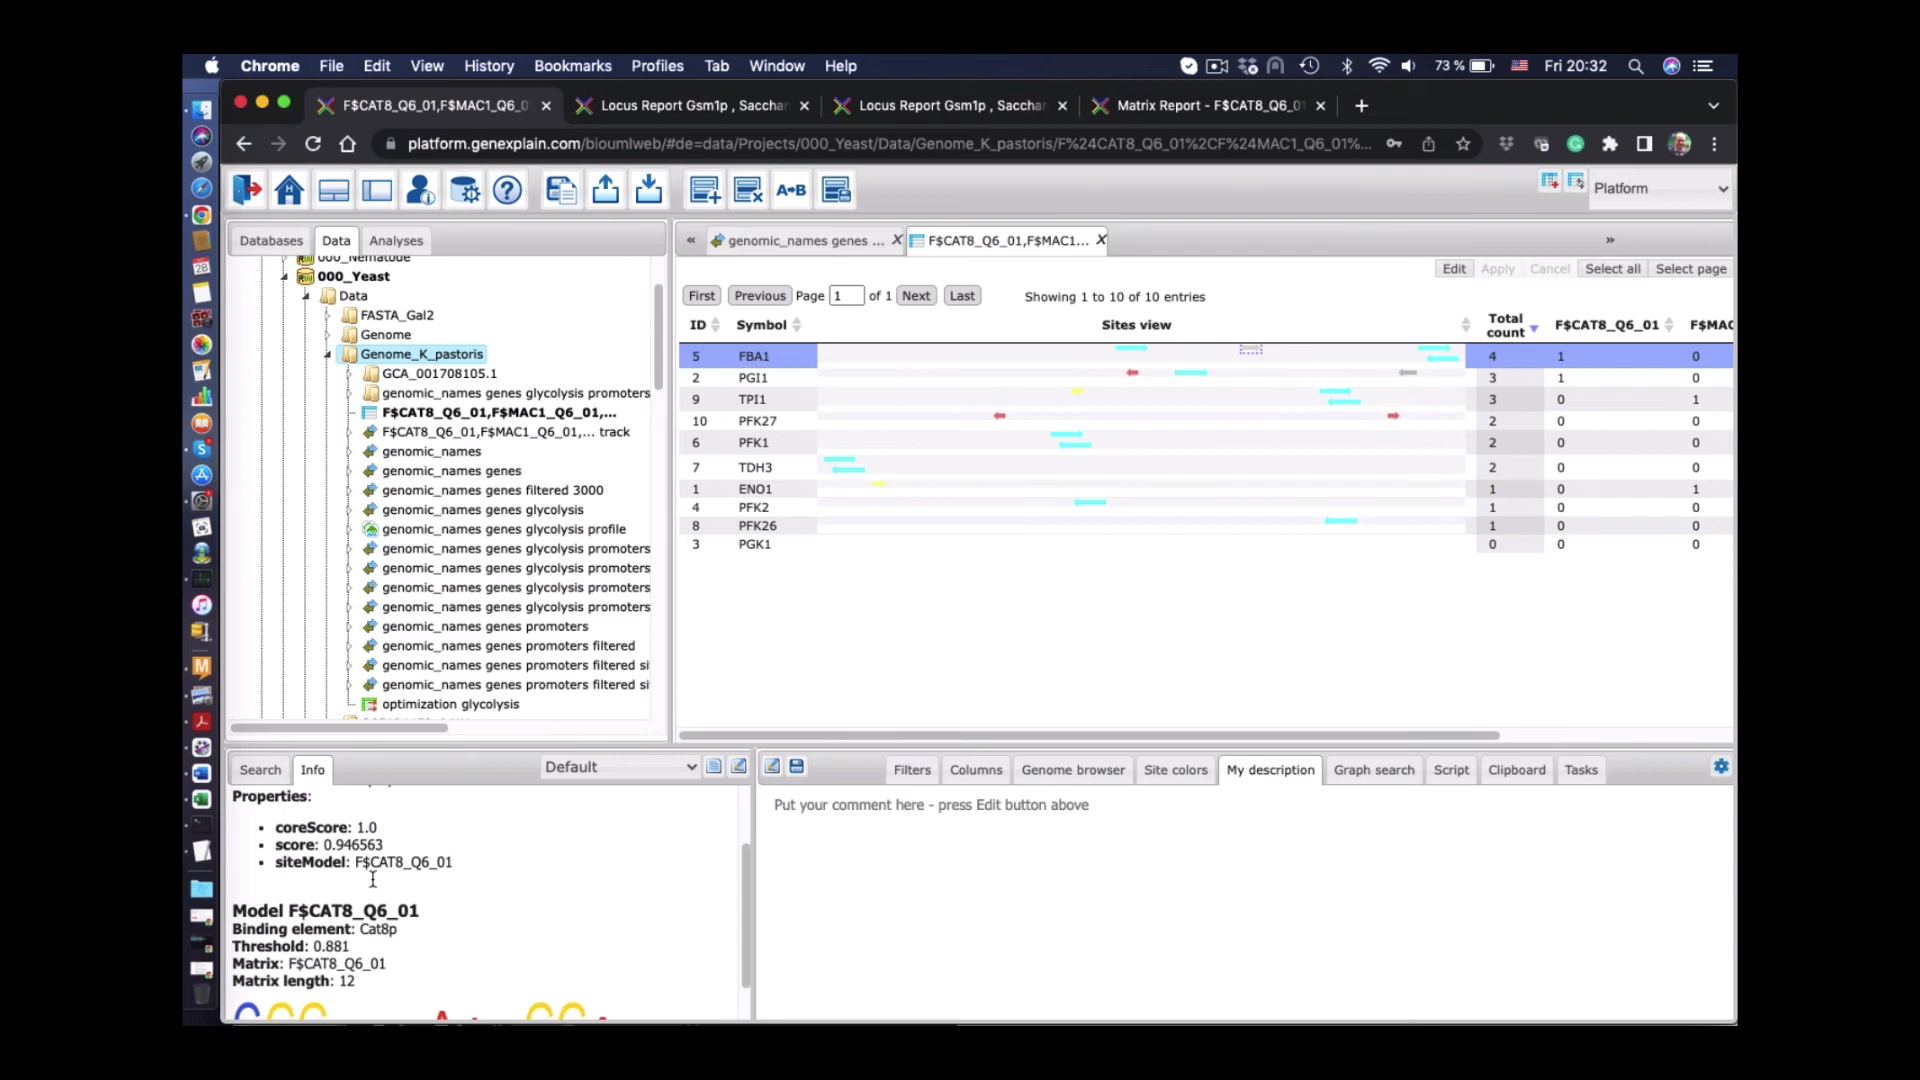 Chrome File Edit View History Bookmarks Profiles Tab Window Help 73 % Fri 20:32
F$CAT8_Q6_01,F$MAC1_Q6_0 Locus Report Gsm1p , Sacchar Locus Report Gsm1p , Sacchar Matrix Report - F$CAT8_Q6_01
platform.genexplain.com/bioumlweb/#de=data/Projects/000_Yeast/Data/Genome_K_pastoris/F%24CAT8_Q6_01%2CF%24MAC1_Q6_01%...
A B Platform
Databases Data Analyses
000_Nematode
000_Yeast
Data
FASTA_Gal2
Genome
Genome_K_pastoris
GCA_001708105.1
genomic_names genes glycolysis promoters
F$CAT8_Q6_01,F$MAC1_Q6_01,...
F$CAT8_Q6_01,F$MAC1_Q6_01,... track
genomic_names
genomic_names genes
genomic_names genes filtered 3000
genomic_names genes glycolysis
genomic_names genes glycolysis profile
genomic_names genes glycolysis promoters
genomic_names genes glycolysis promoters
genomic_names genes glycolysis promoters
genomic_names genes glycolysis promoters
genomic_names genes promoters
genomic_names genes promoters filtered
genomic_names genes promoters filtered si
genomic_names genes promoters filtered si
optimization glycolysis
« genomic_names genes ... X F$CAT8_Q6_01,F$MAC1... X »
Edit Apply Cancel Select all Select page
First Previous Page 1 of 1 Next Last Showing 1 to 10 of 10 entries
ID Symbol Sites view Total count F$CAT8_Q6_01 F$MAC
5 FBA1 4 1 0
2 PGI1 3 1 0
9 TPI1 3 0 1
10 PFK27 2 0 0
6 PFK1 2 0 0
7 TDH3 2 0 0
1 ENO1 1 0 1
4 PFK2 1 0 0
8 PFK26 1 0 0
3 PGK1 0 0 0
Search Info Default
Properties:
• coreScore: 1.0
• score: 0.946563
• siteModel: F$CAT8_Q6_01
Model F$CAT8_Q6_01
Binding element: Cat8p
Threshold: 0.881
Matrix: F$CAT8_Q6_01
Matrix length: 12
Filters Columns Genome browser Site colors My description Graph search Script Clipboard Tasks
Put your comment here - press Edit button above